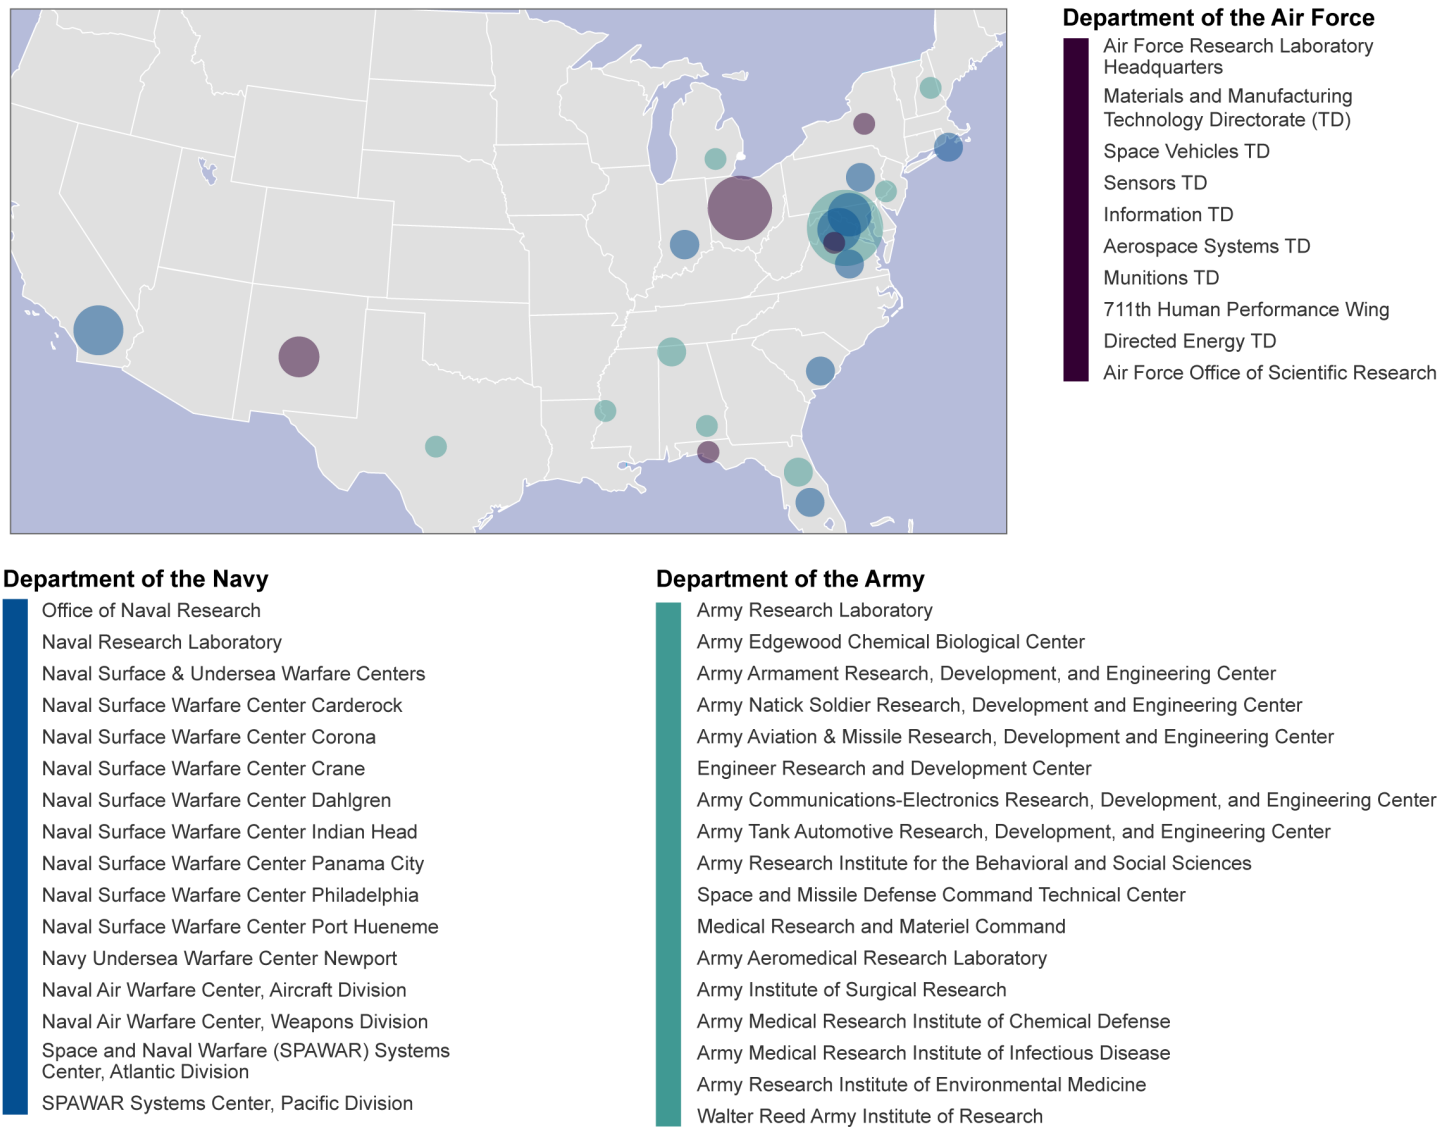 Department of the Air Force
Air Force Research Laboratory
Headquarters
Materials and Manufacturing
Technology Directorate (TD)
Space Vehicles TD
Sensors TD
Information TD
Aerospace Systems TD
Munitions TD
711th Human Performance Wing
Directed Energy TD
Air Force Office of Scientific Research
Department of the Navy
Office of Naval Research
Naval Research Laboratory
Naval Surface & Undersea Warfare Centers
Naval Surface Warfare Center Carderock
Naval Surface Warfare Center Corona
Naval Surface Warfare Center Crane
Naval Surface Warfare Center Dahlgren
Naval Surface Warfare Center Indian Head
Naval Surface Warfare Center Panama City
Naval Surface Warfare Center Philadelphia
Naval Surface Warfare Center Port Hueneme
Navy Undersea Warfare Center Newport
Naval Air Warfare Center, Aircraft Division
Naval Air Warfare Center, Weapons Division
Space and Naval Warfare (SPAWAR) Systems
Center, Atlantic Division
SPAWAR Systems Center, Pacific Division
Department of the Army
Army Research Laboratory
Army Edgewood Chemical Biological Center
Army Armament Research, Development, and Engineering Center
Army Natick Soldier Research, Development and Engineering Center
Army Aviation & Missile Research, Development and Engineering Center
Engineer Research and Development Center
Army Communications-Electronics Research, Development, and Engineering Center
Army Tank Automotive Research, Development, and Engineering Center
Army Research Institute for the Behavioral and Social Sciences
Space and Missile Defense Command Technical Center
Medical Research and Materiel Command
Army Aeromedical Research Laboratory
Army Institute of Surgical Research
Army Medical Research Institute of Chemical Defense
Army Medical Research Institute of Infectious Disease
Army Research Institute of Environmental Medicine
Walter Reed Army Institute of Research